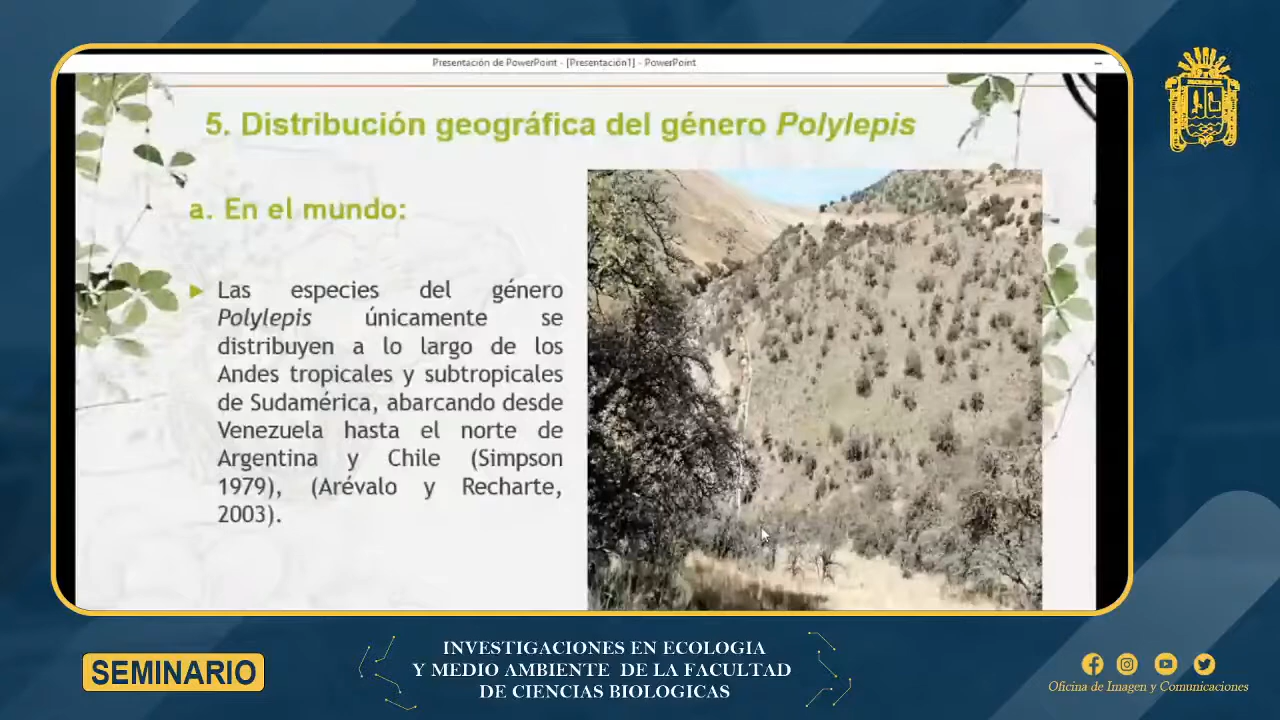 Presentación de PowerPoint - [Presentación1] - PowerPoint
5. Distribución geográfica del género Polylepis
a. En el mundo:
Las especies del género
Polylepis únicamente se
distribuyen a lo largo de los
Andes tropicales y subtropicales
de Sudamérica, abarcando desde
Venezuela hasta el norte de
Argentina y Chile (Simpson
1979), (Arévalo y Recharte,
2003).
SEMINARIO
INVESTIGACIONES EN ECOLOGIA
Y MEDIO AMBIENTE DE LA FACULTAD
DE CIENCIAS BIOLOGICAS
Oficina de Imagen y Comunicaciones